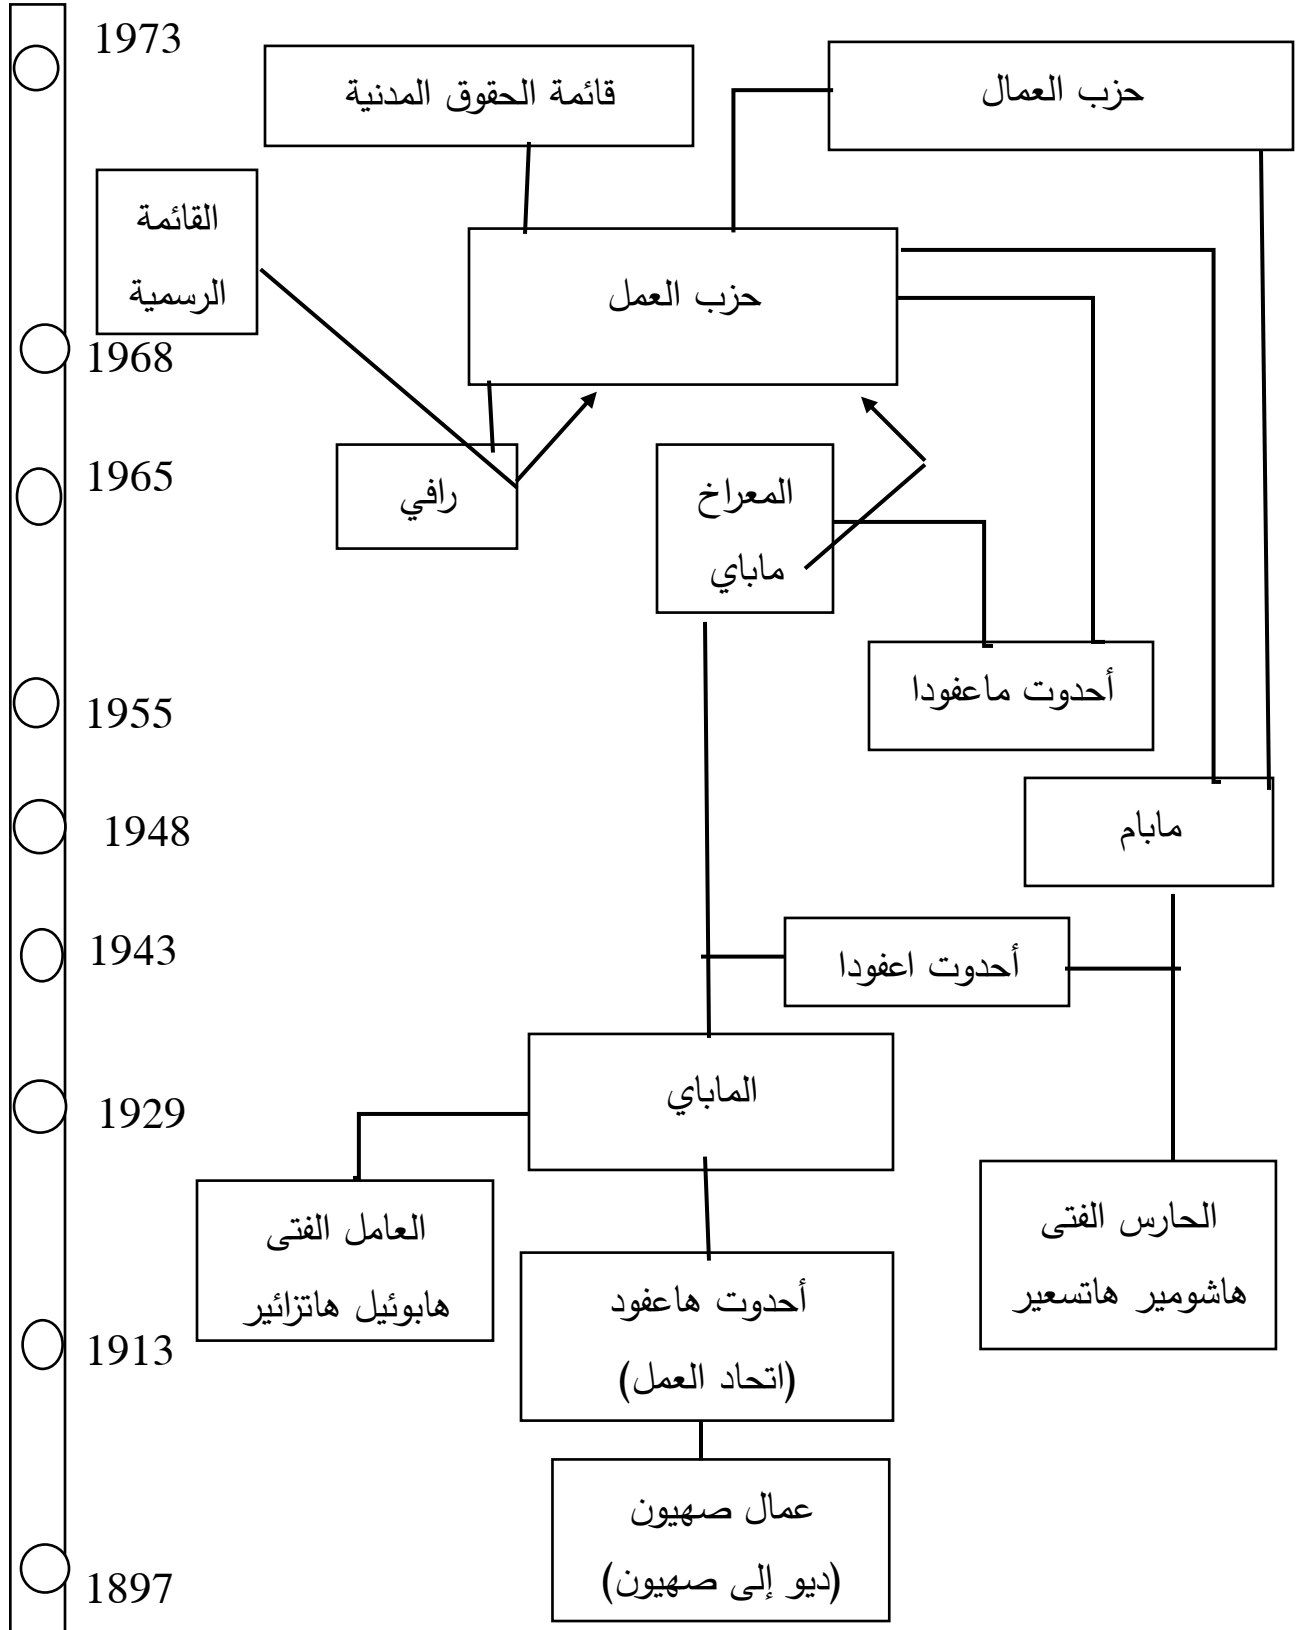 1973
قائمة الحقوق المدنية
حزب العمال
القائمة
الرسمية
حزب العمل
1968
1965
رافي
المعراخ
ماباي
أحدوت ماعفودا
1955
مابام
1948
1943
أحدوت اعفودا
الماباي
1929
العامل الفتى
هابوئيل هاتزائير
الحارس الفتى
هاشومير هاتسعير
أحدوت هاعفود
(اتحاد العمل)
1913
عمال صهيون
(ديو إلى صهيون)
1897